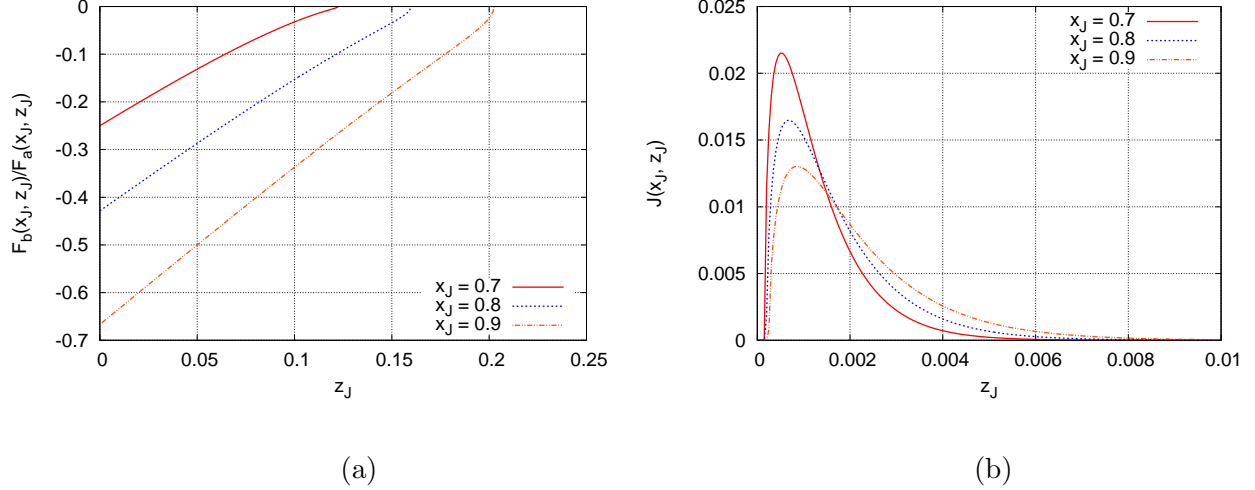 0
-0.1
-0.2
-0.3
-0.4
-0.5
-0.6
-0.7
0 0.05 0.1 0.15 0.2 0.25
F_b(x_J, z_J)/F_a(x_J, z_J)
z_J
x_J = 0.7
x_J = 0.8
x_J = 0.9
(a)
0.025
0.02
0.015
0.01
0.005
0
0 0.002 0.004 0.006 0.008 0.01
J(x_J, z_J)
z_J
x_J = 0.7
x_J = 0.8
x_J = 0.9
(b)